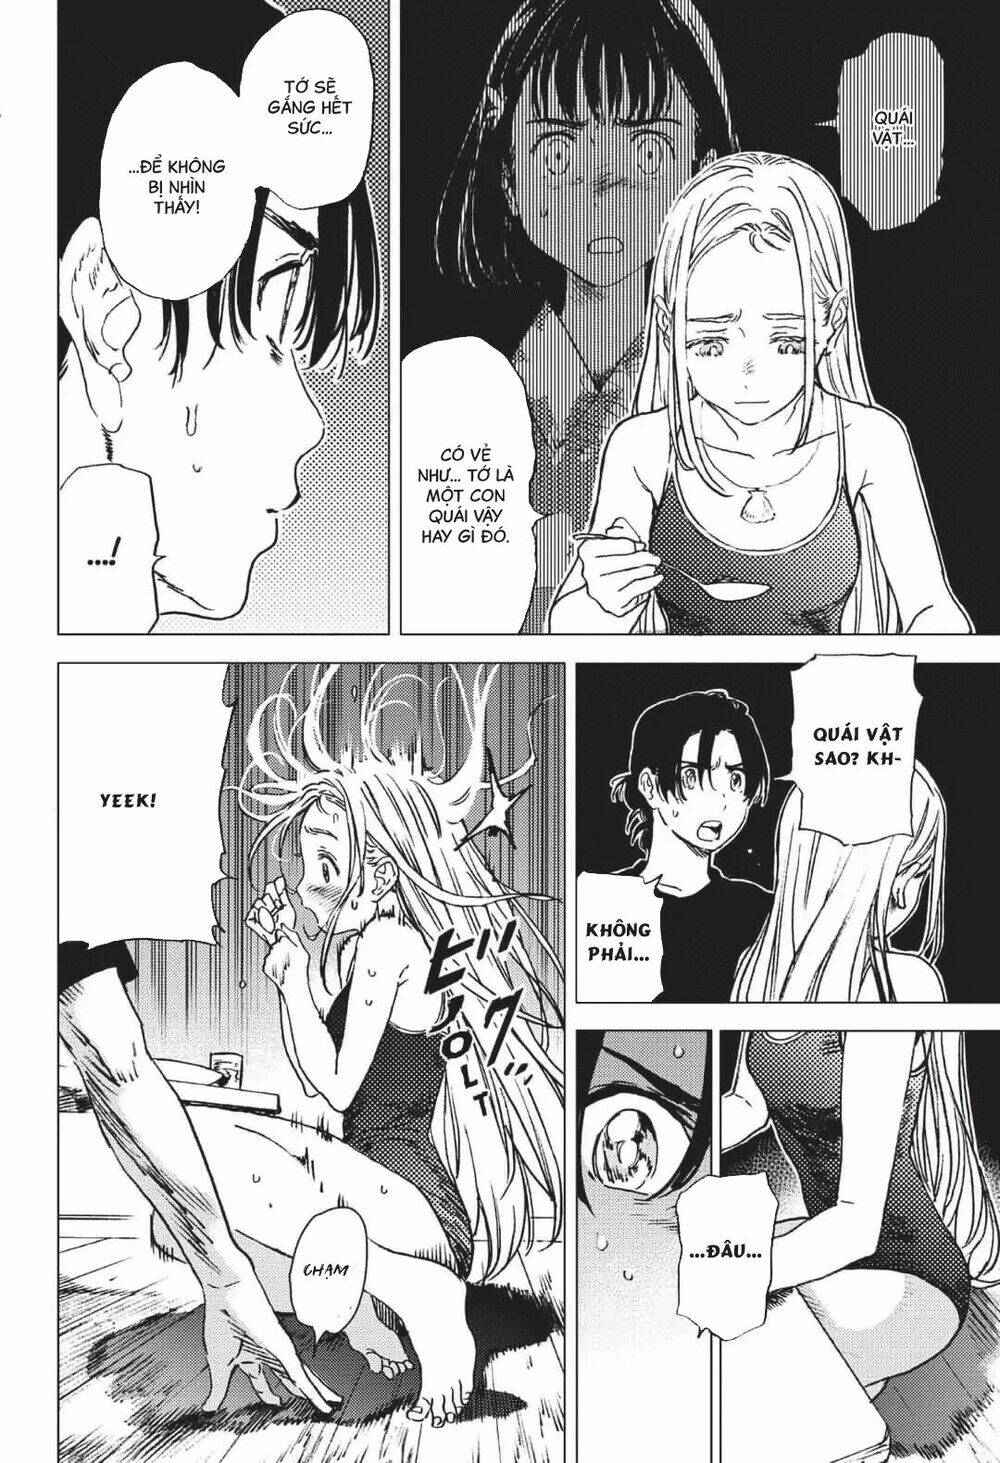 QUÁI
VẬT...
CÓ VẺ
NHƯ... TỚ LÀ
MỘT CON
QUÁI VẬY
HAY GÌ ĐÓ.
TỚ SẼ
GẮNG HẾT
SỨC...
...ĐỂ KHÔNG
BỊ NHÌN
THẤY!
....!
QUÁI VẬT
SAO? KH-
KHÔNG
PHẢI...
...ĐÂU...
YEEK!
ビクッ
JOLT
CHẠM